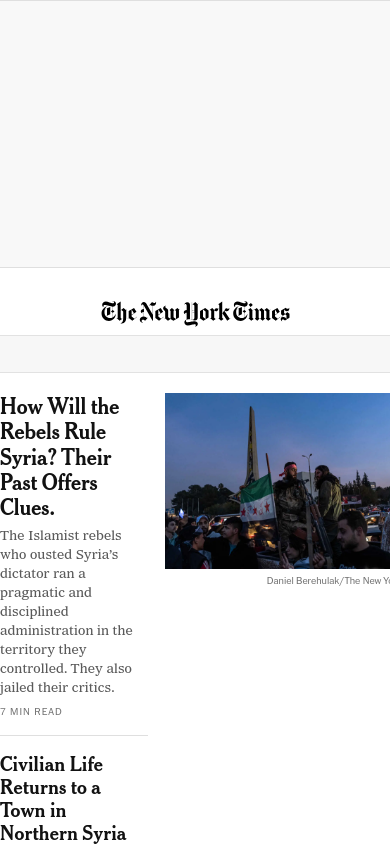 The New York Times
How Will the
Rebels Rule
Syria? Their
Past Offers
Clues.
The Islamist rebels
who ousted Syria’s
dictator ran a
pragmatic and
disciplined
administration in the
territory they
controlled. They also
jailed their critics.
7 MIN READ
Daniel Berehulak/The New Yo
Civilian Life
Returns to a
Town in
Northern Syria